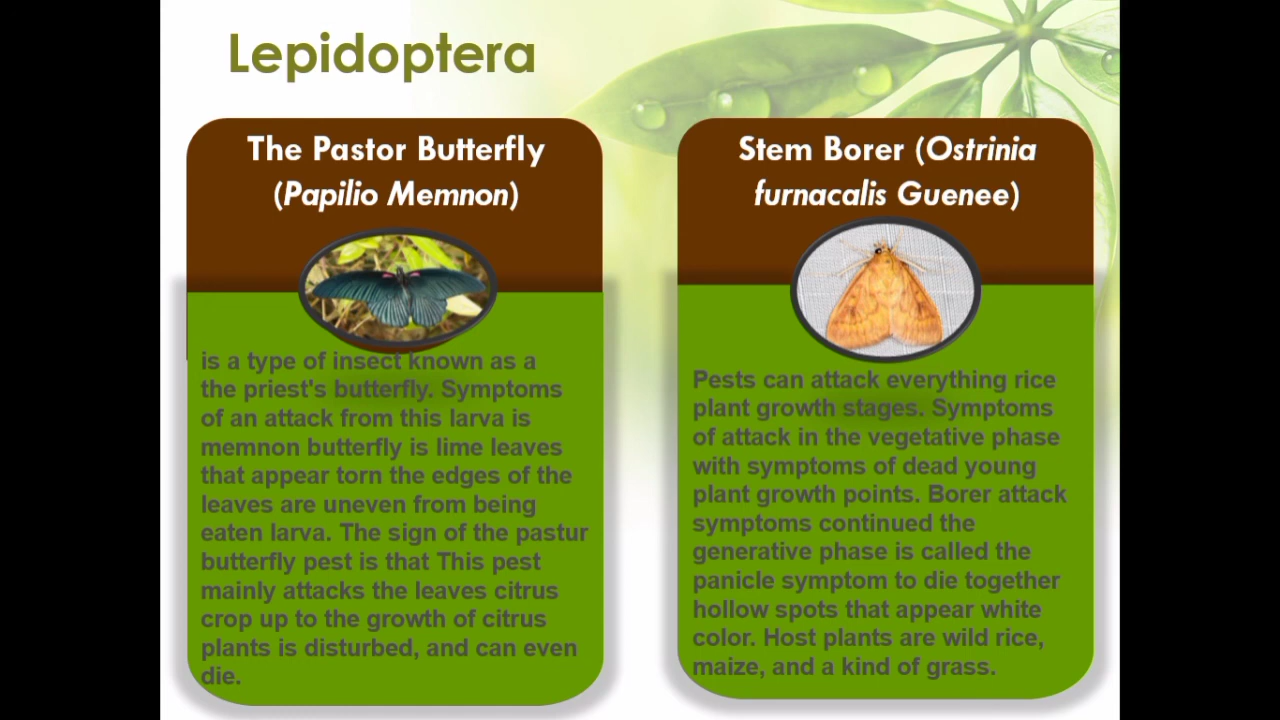 Lepidoptera
The Pastor Butterfly
(Papilio Memnon)
is a type of insect known as a
the priest's butterfly. Symptoms
of an attack from this larva is
memnon butterfly is lime leaves
that appear torn the edges of the
leaves are uneven from being
eaten larva. The sign of the pastur
butterfly pest is that This pest
mainly attacks the leaves citrus
crop up to the growth of citrus
plants is disturbed, and can even
die.
Stem Borer (Ostrinia
furnacalis Guenee)
Pests can attack everything rice
plant growth stages. Symptoms
of attack in the vegetative phase
with symptoms of dead young
plant growth points. Borer attack
symptoms continued the
generative phase is called the
panicle symptom to die together
hollow spots that appear white
color. Host plants are wild rice,
maize, and a kind of grass.